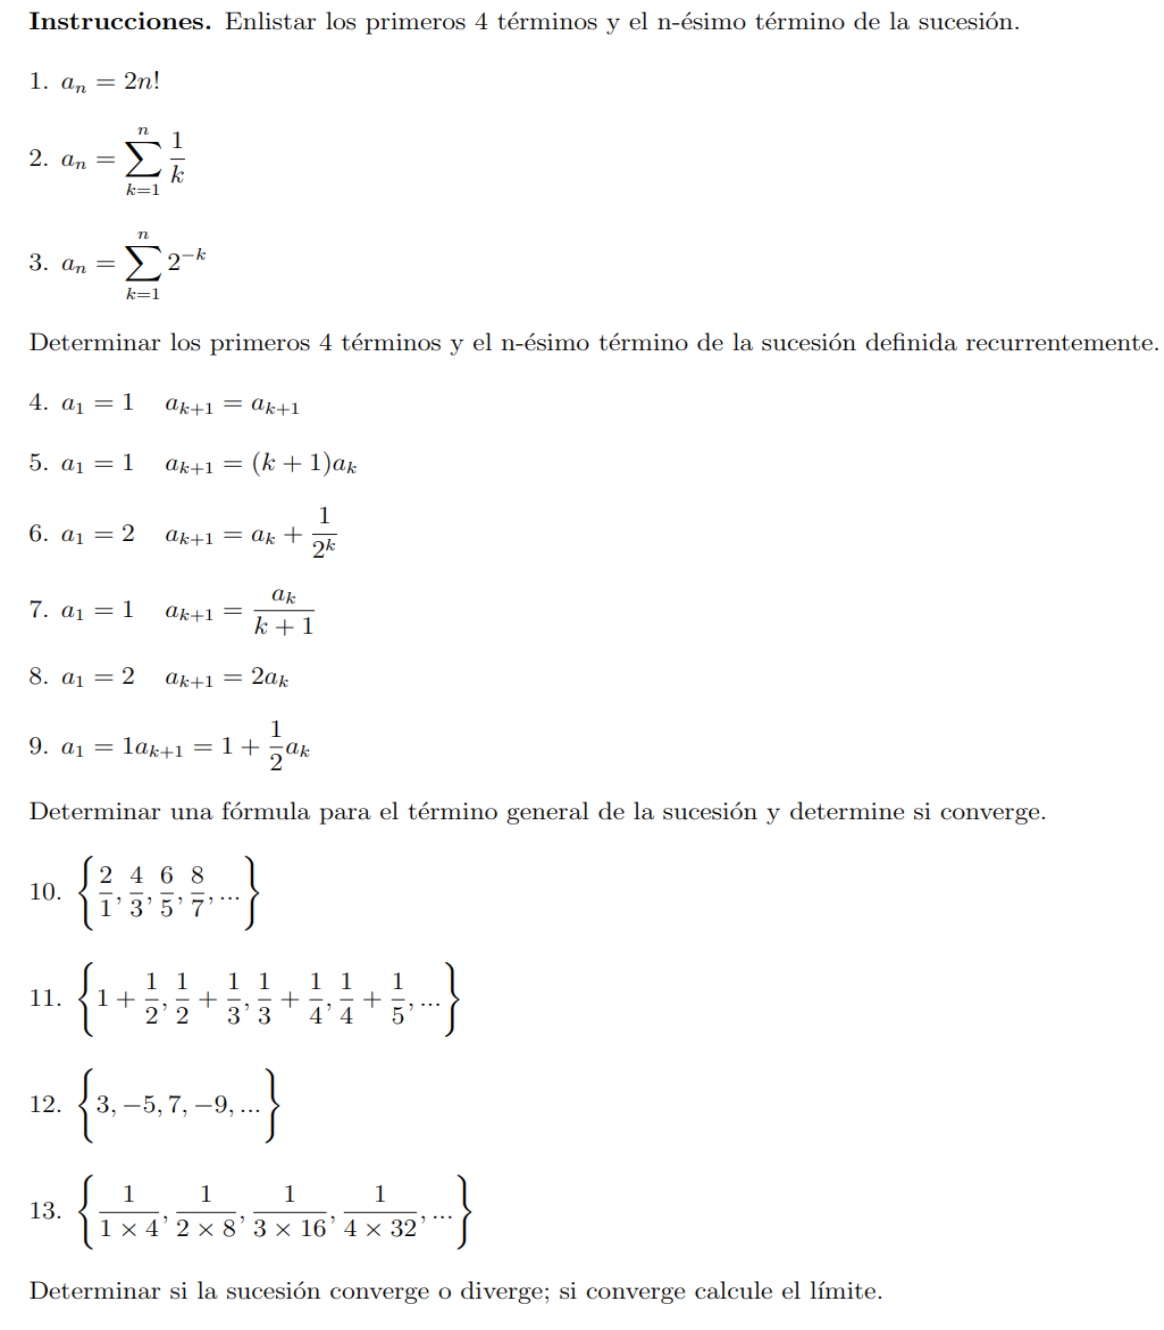 Instrucciones. Enlistar los primeros 4 términos y el n-ésimo término de la sucesión.
1. $a_n = 2n!$
2. $a_n = \sum_{k=1}^{n} \frac{1}{k}$
3. $a_n = \sum_{k=1}^{n} 2^{-k}$
Determinar los primeros 4 términos y el n-ésimo término de la sucesión definida recurrentemente.
4. $a_1 = 1 \quad a_{k+1} = a_{k+1}$
5. $a_1 = 1 \quad a_{k+1} = (k+1)a_k$
6. $a_1 = 2 \quad a_{k+1} = a_k + \frac{1}{2^k}$
7. $a_1 = 1 \quad a_{k+1} = \frac{a_k}{k+1}$
8. $a_1 = 2 \quad a_{k+1} = 2a_k$
9. $a_1 = 1a_{k+1} = 1 + \frac{1}{2}a_k$
Determinar una fórmula para el término general de la sucesión y determine si converge.
10. $\left\{ \frac{2}{1}, \frac{4}{3}, \frac{6}{5}, \frac{8}{7}, ... \right\}$
11. $\left\{ 1 + \frac{1}{2}, \frac{1}{2} + \frac{1}{3}, \frac{1}{3} + \frac{1}{4}, \frac{1}{4} + \frac{1}{5}, ... \right\}$
12. $\left\{ 3, -5, 7, -9, ... \right\}$
13. $\left\{ \frac{1}{1 \times 4}, \frac{1}{2 \times 8}, \frac{1}{3 \times 16}, \frac{1}{4 \times 32}, ... \right\}$
Determinar si la sucesión converge o diverge; si converge calcule el límite.